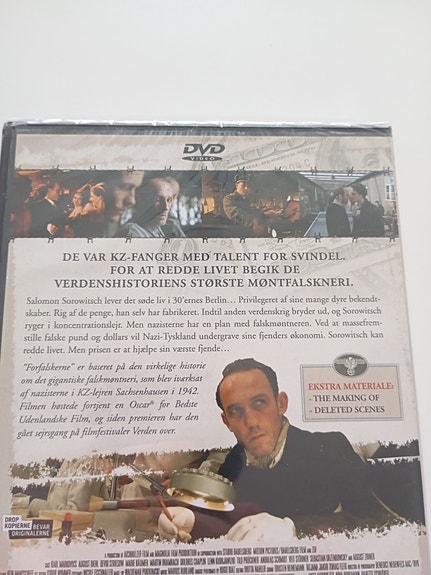 DVD
VIDEO
DE VAR KZ-FANGER MED TALENT FOR SVINDEL.
FOR AT REDDE LIVET BEGIK DE
VERDENSHISTORIENS STØRSTE MØNTFALSKNERI.
Salomon Sorowitsch lever det søde liv i 30'ernes Berlin... Privilegeret af sine mange dyre bekendt-
skaber. Rig af de penge, han selv har fabrikeret. Indtil anden verdenskrig bryder ud, og Sorowitsch
ryger i koncentrationslejr. Men nazisterne har en plan med falskmøntneren. Ved at massefrem-
stille falske pund og dollars vil Nazi-Tyskland undergrave sine fjenders økonomi. Sorowitsch kan
redde livet. Men prisen er at hjælpe sin værste fjende...
"Forfalskerne" er baseret på den virkelige historie
om det gigantiske falskmøntneri, som blev iværksat
af nazisterne i KZ-lejren Sachsenhausen i 1942.
Filmen høstede fortjent en Oscar® for Bedste
Udenlandske Film, og siden premieren har den
gået sejrsgang på filmfestivaler Verden over.
EKSTRA MATERIALE:
- THE MAKING OF
- DELETED SCENES
DROP
KOPIERNE
BEVAR
ORIGINALERNE